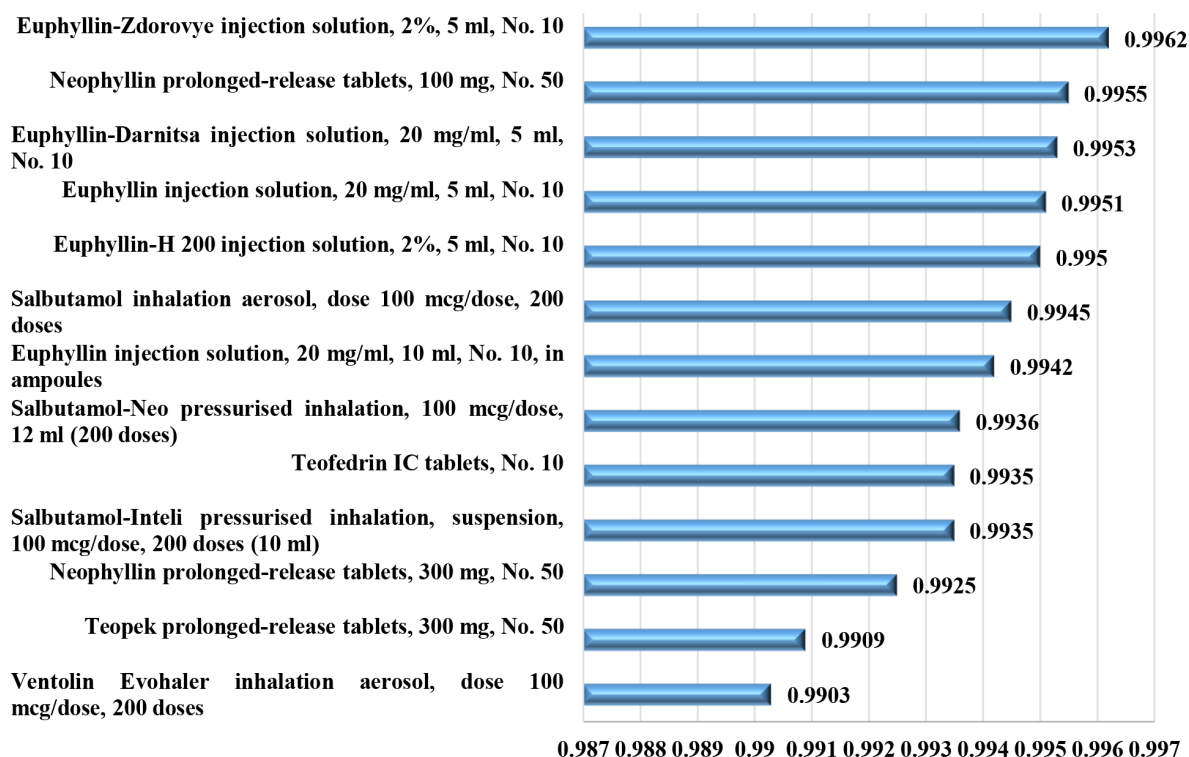 Euphyllin-Zdorovye injection solution, 2%, 5 ml, No. 10
0.9962
Neophyllin prolonged-release tablets, 100 mg, No. 50
0.9955
Euphyllin-Darnitsa injection solution, 20 mg/ml, 5 ml,
No. 10
0.9953
Euphyllin injection solution, 20 mg/ml, 5 ml, No. 10
0.9951
Euphyllin-H 200 injection solution, 2%, 5 ml, No. 10
0.995
Salbutamol inhalation aerosol, dose 100 mcg/dose, 200
doses
0.9945
Euphyllin injection solution, 20 mg/ml, 10 ml, No. 10, in
ampoules
0.9942
Salbutamol-Neo pressurised inhalation, 100 mcg/dose,
12 ml (200 doses)
0.9936
Teofedrin IC tablets, No. 10
0.9935
Salbutamol-Inteli pressurised inhalation, suspension,
100 mcg/dose, 200 doses (10 ml)
0.9935
Neophyllin prolonged-release tablets, 300 mg, No. 50
0.9925
Teopek prolonged-release tablets, 300 mg, No. 50
0.9909
Ventolin Evohaler inhalation aerosol, dose 100
mcg/dose, 200 doses
0.9903
0.987 0.988 0.989 0.99 0.991 0.992 0.993 0.994 0.995 0.996 0.997